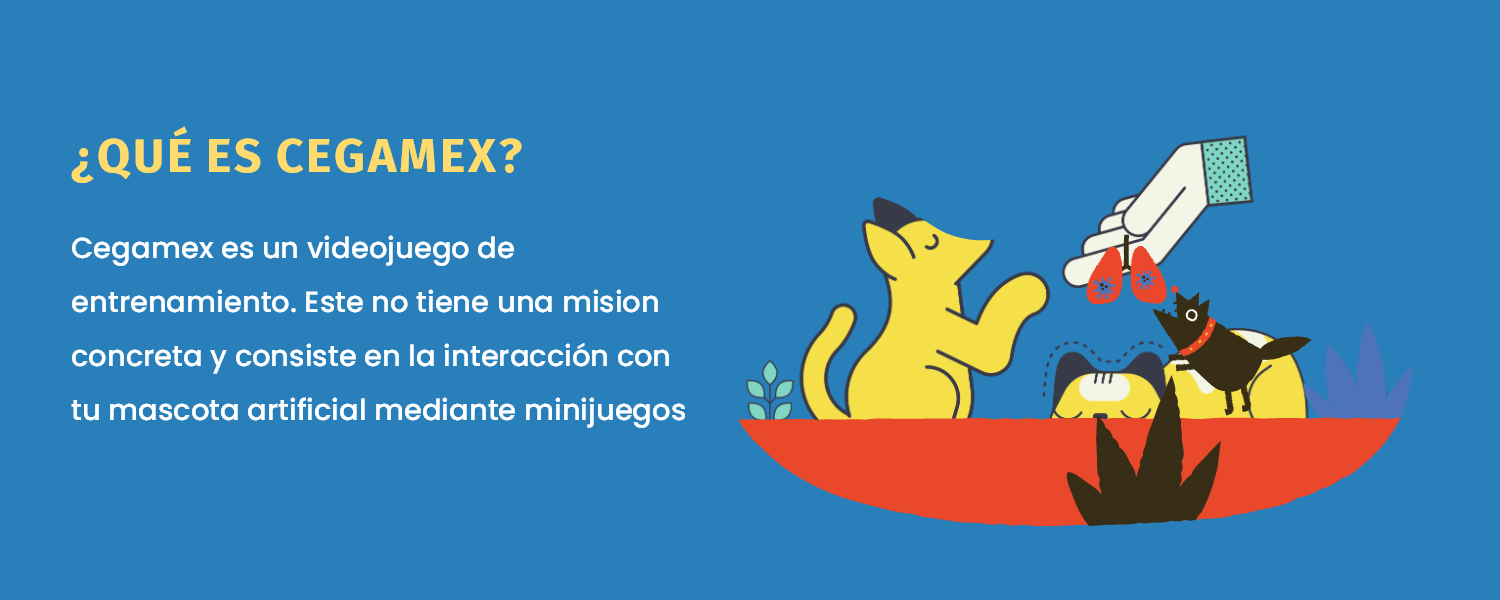 ¿QUÉ ES CEGAMEX?
Cegamex es un videojuego de
entrenamiento. Este no tiene una mision
concreta y consiste en la interacción con
tu mascota artificial mediante minijuegos